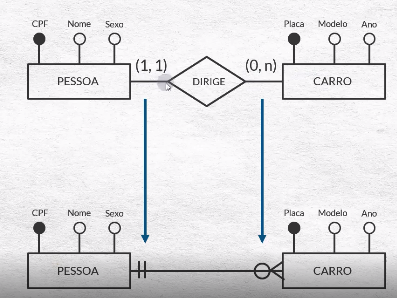 CPF Nome Sexo Placa Modelo Ano
PESSOA (1, 1) DIRIGE (0, n) CARRO
CPF Nome Sexo Placa Modelo Ano
PESSOA CARRO